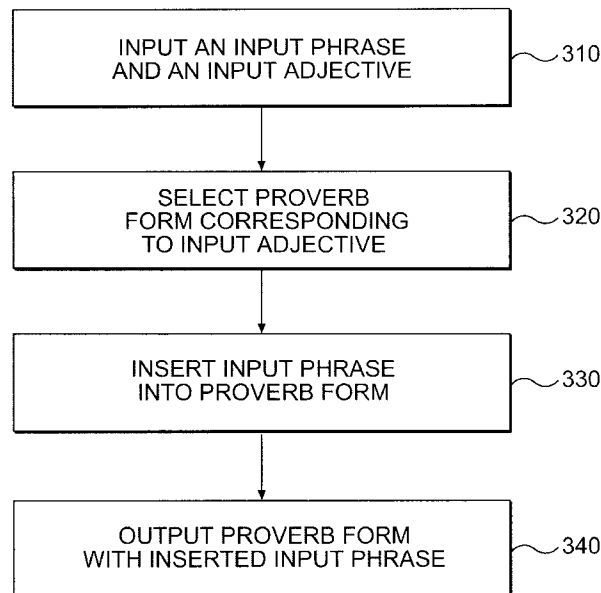 INPUT AN INPUT PHRASE
AND AN INPUT ADJECTIVE
310
SELECT PROVERB
FORM CORRESPONDING
TO INPUT ADJECTIVE
320
INSERT INPUT PHRASE
INTO PROVERB FORM
330
OUTPUT PROVERB FORM
WITH INSERTED INPUT PHRASE
340